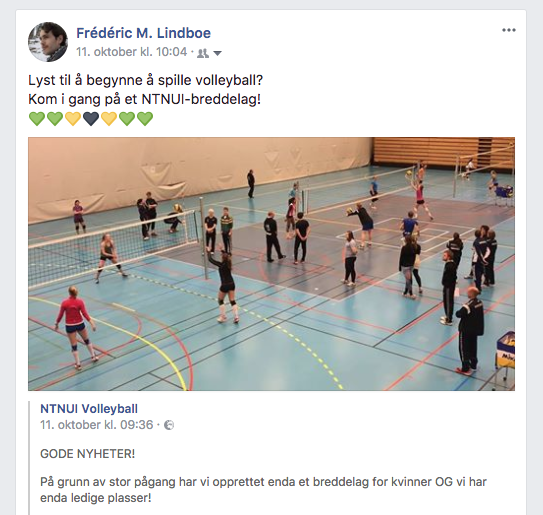 Frédéric M. Lindboe
11. oktober kl. 10:04 ·
Lyst til å begynne å spille volleyball?
Kom i gang på et NTNUI-breddelag!
💚💚💛🖤💛💚💚
NTNUI Volleyball
11. oktober kl. 09:36 ·
GODE NYHETER!
På grunn av stor pågang har vi opprettet enda et breddelag for kvinner OG vi har
enda ledige plasser!